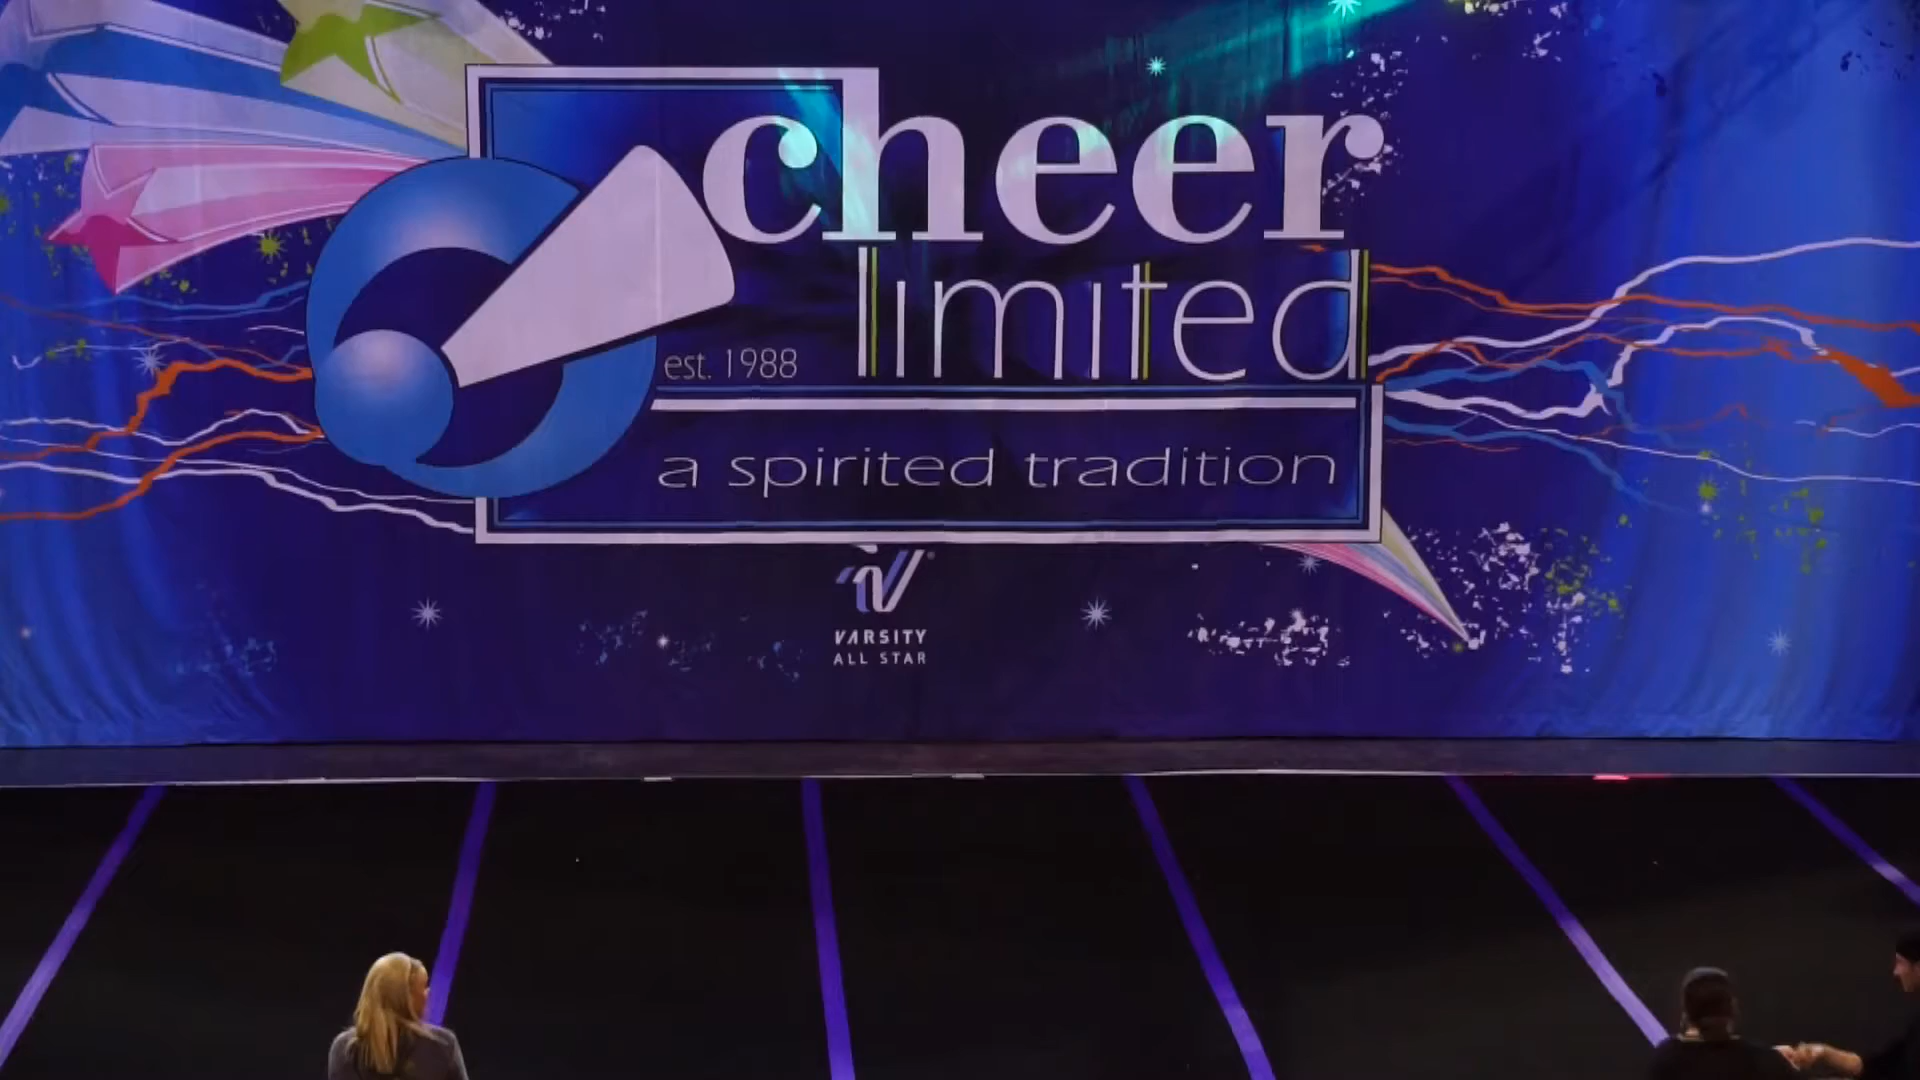 cheer
limited
est. 1988
a spirited tradition
VARSITY
ALL STAR